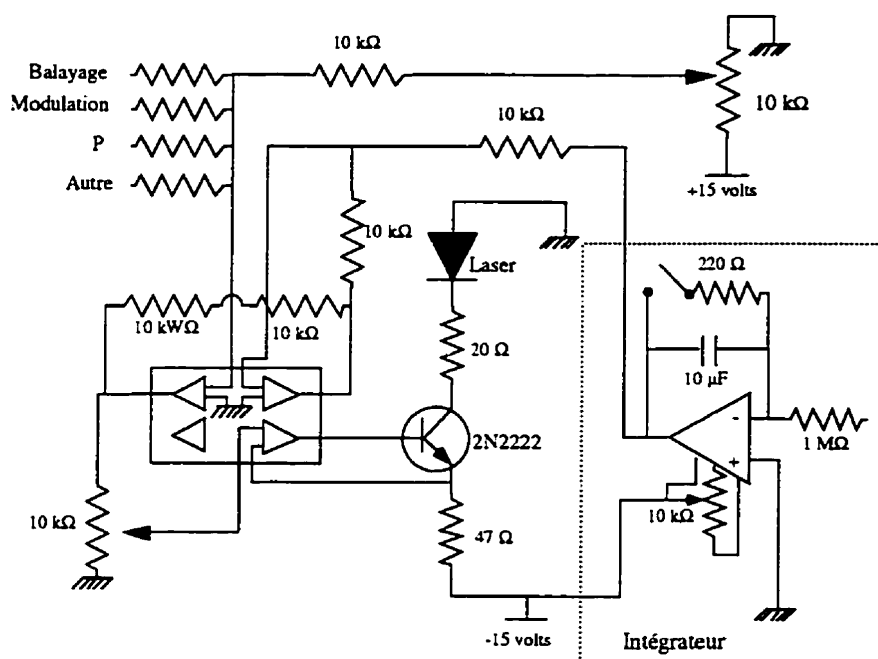 10 kΩ
Balayage
Modulation
10 kΩ
10 kΩ
P
Autre
+15 volts
10 kΩ
Laser
220 Ω
10 kWΩ
10 kΩ
20 Ω
10 µF
-
2N2222
1 MΩ
+
10 kΩ
47 Ω
10 kΩ
-15 volts
Intégrateur